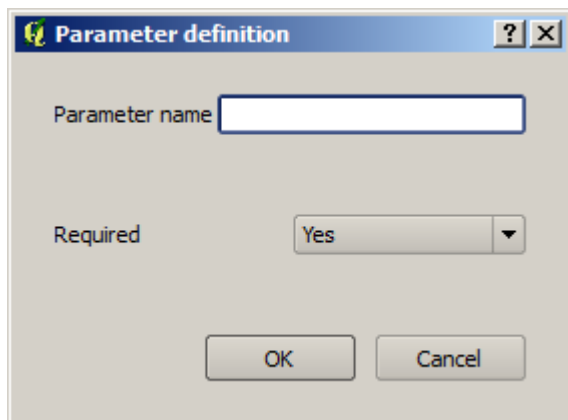 Parameter definition
Parameter name
Required Yes
OK Cancel